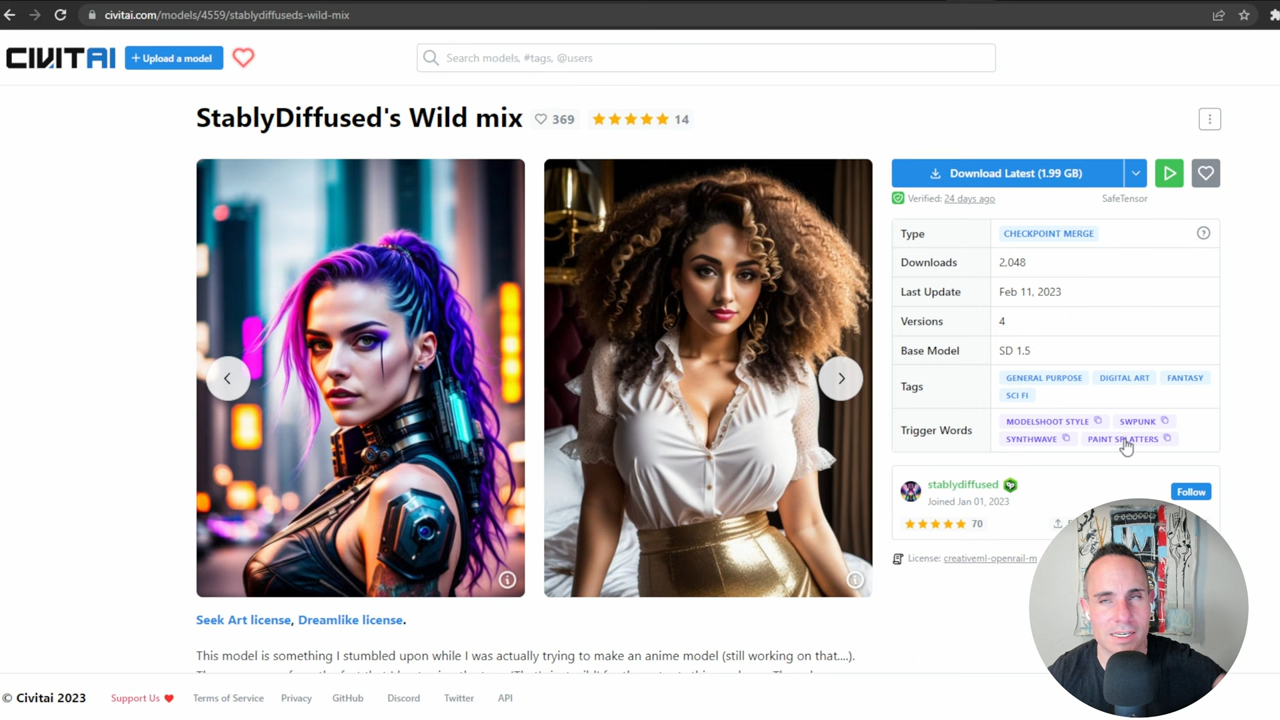 civitai.com/models/4559/stablydiffuseds-wild-mix
CIVITAI
+ Upload a model
Search models, #tags, @users
StablyDiffused's Wild mix
369
14
Download Latest (1.99 GB)
Verified: 24 days ago
SafeTensor
Type
CHECKPOINT MERGE
Downloads
2,048
Last Update
Feb 11, 2023
Versions
4
Base Model
SD 1.5
Tags
GENERAL PURPOSE
DIGITAL ART
FANTASY
SCI FI
Trigger Words
MODELSHOOT STYLE
SWPUNK
SYNTHWAVE
PAINT SPLATTERS
stablydiffused
Joined Jan 01, 2023
Follow
70
License: creativeml-openrail-m
Seek Art license, Dreamlike license.
This model is something I stumbled upon while I was actually trying to make an anime model (still working on that....).
© Civitai 2023
Support Us
Terms of Service
Privacy
GitHub
Discord
Twitter
API